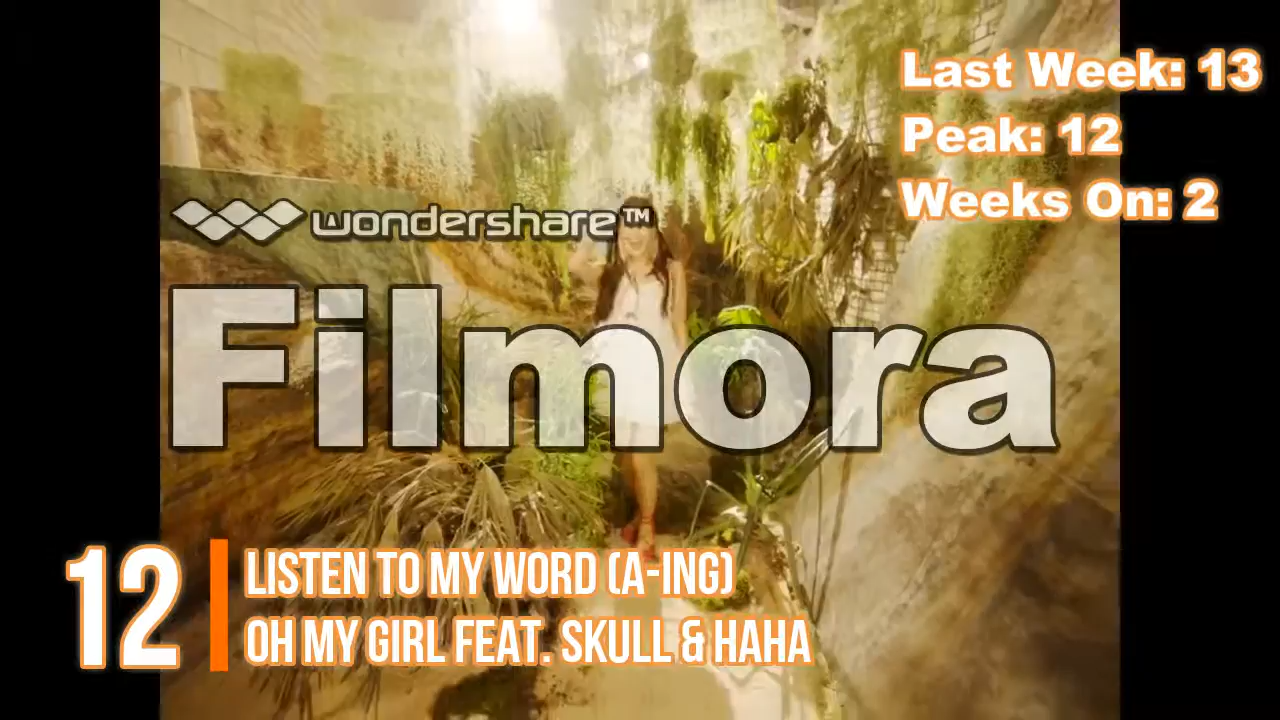 Last Week: 13
Peak: 12
Weeks On: 2
wondershare™
Filmora
12
LISTEN TO MY WORD (A-ING)
OH MY GIRL FEAT. SKULL & HAHA